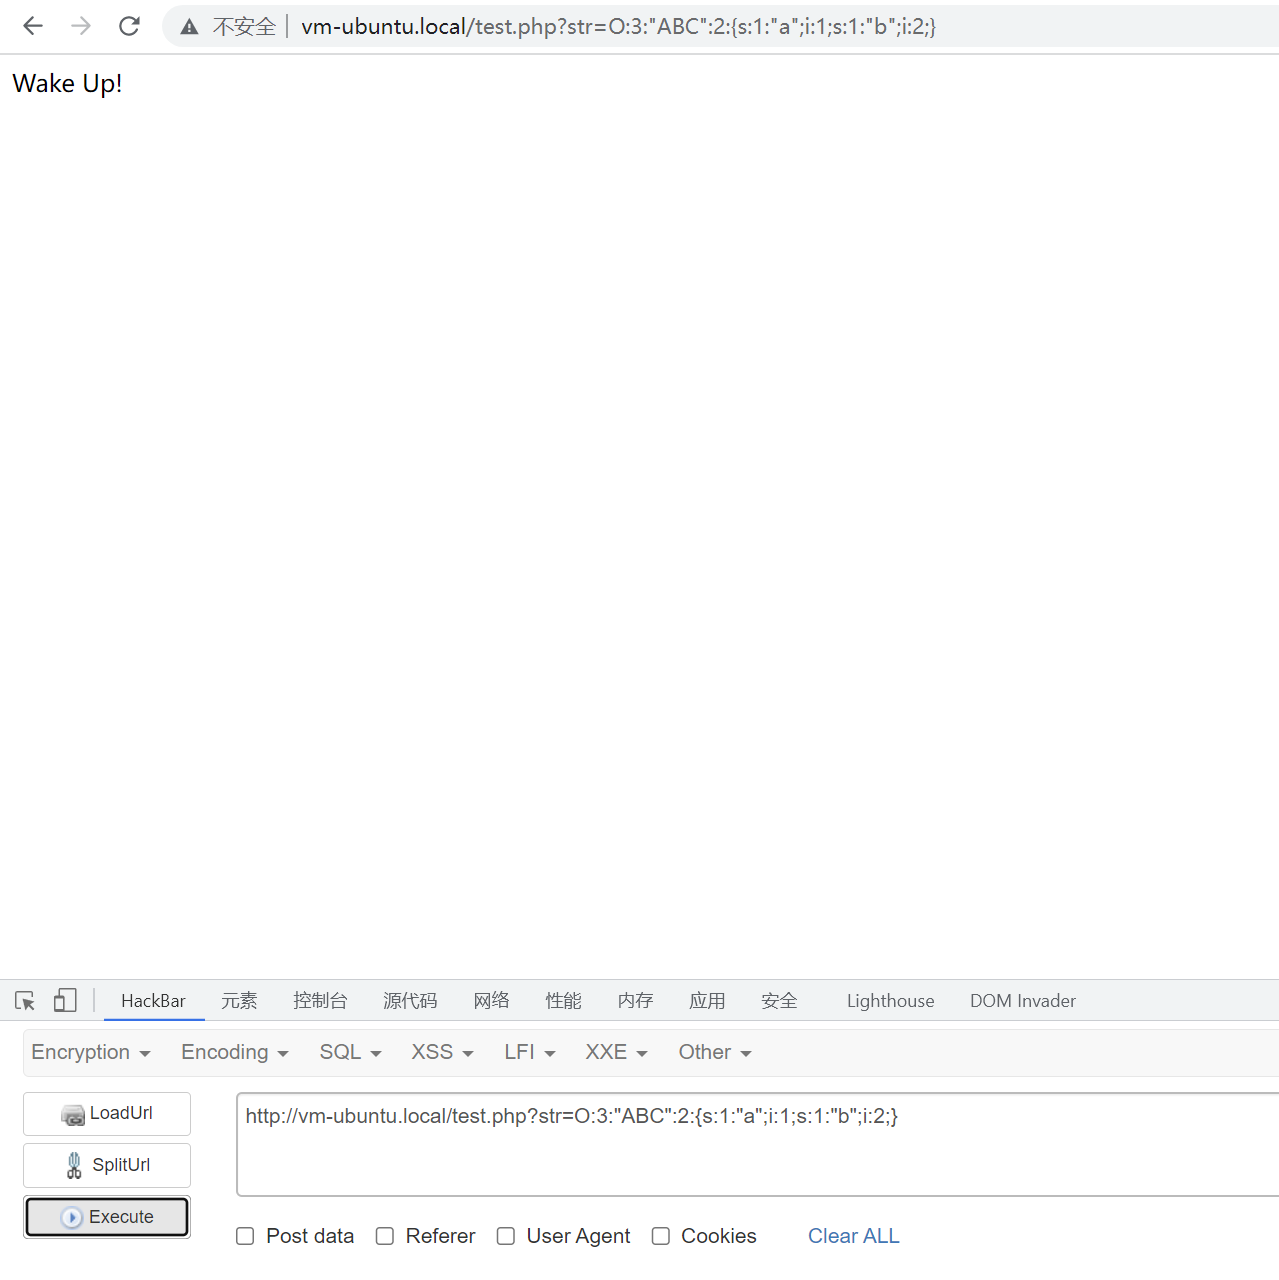 不安全 vm-ubuntu.local/test.php?str=O:3:"ABC":2:{s:1:"a";i:1;s:1:"b";i:2;}
Wake Up!
HackBar 元素 控制台 源代码 网络 性能 内存 应用 安全 Lighthouse DOM Invader
Encryption Encoding SQL XSS LFI XXE Other
LoadUrl
http://vm-ubuntu.local/test.php?str=O:3:"ABC":2:{s:1:"a";i:1;s:1:"b";i:2;}
SplitUrl
Execute
Post data Referer User Agent Cookies Clear ALL